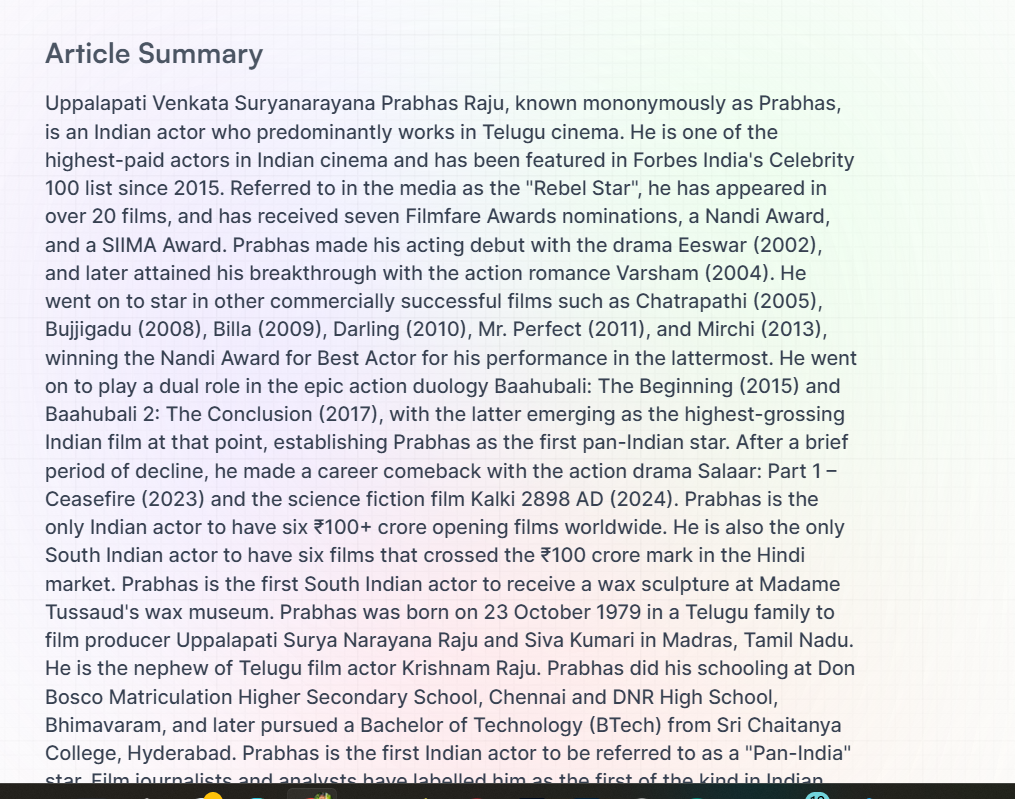 Article Summary
Uppalapati Venkata Suryanarayana Prabhas Raju, known mononymously as Prabhas,
is an Indian actor who predominantly works in Telugu cinema. He is one of the
highest-paid actors in Indian cinema and has been featured in Forbes India's Celebrity
100 list since 2015. Referred to in the media as the "Rebel Star", he has appeared in
over 20 films, and has received seven Filmfare Awards nominations, a Nandi Award,
and a SIIMA Award. Prabhas made his acting debut with the drama Eeswar (2002),
and later attained his breakthrough with the action romance Varsham (2004). He
went on to star in other commercially successful films such as Chatrapathi (2005),
Bujjigadu (2008), Billa (2009), Darling (2010), Mr. Perfect (2011), and Mirchi (2013),
winning the Nandi Award for Best Actor for his performance in the lattermost. He went
on to play a dual role in the epic action duology Baahubali: The Beginning (2015) and
Baahubali 2: The Conclusion (2017), with the latter emerging as the highest-grossing
Indian film at that point, establishing Prabhas as the first pan-Indian star. After a brief
period of decline, he made a career comeback with the action drama Salaar: Part 1 –
Ceasefire (2023) and the science fiction film Kalki 2898 AD (2024). Prabhas is the
only Indian actor to have six ₹100+ crore opening films worldwide. He is also the only
South Indian actor to have six films that crossed the ₹100 crore mark in the Hindi
market. Prabhas is the first South Indian actor to receive a wax sculpture at Madame
Tussaud's wax museum. Prabhas was born on 23 October 1979 in a Telugu family to
film producer Uppalapati Surya Narayana Raju and Siva Kumari in Madras, Tamil Nadu.
He is the nephew of Telugu film actor Krishnam Raju. Prabhas did his schooling at Don
Bosco Matriculation Higher Secondary School, Chennai and DNR High School,
Bhimavaram, and later pursued a Bachelor of Technology (BTech) from Sri Chaitanya
College, Hyderabad. Prabhas is the first Indian actor to be referred to as a "Pan-India"
star. Film journalists and analysts have labelled him as the first of the kind in Indian